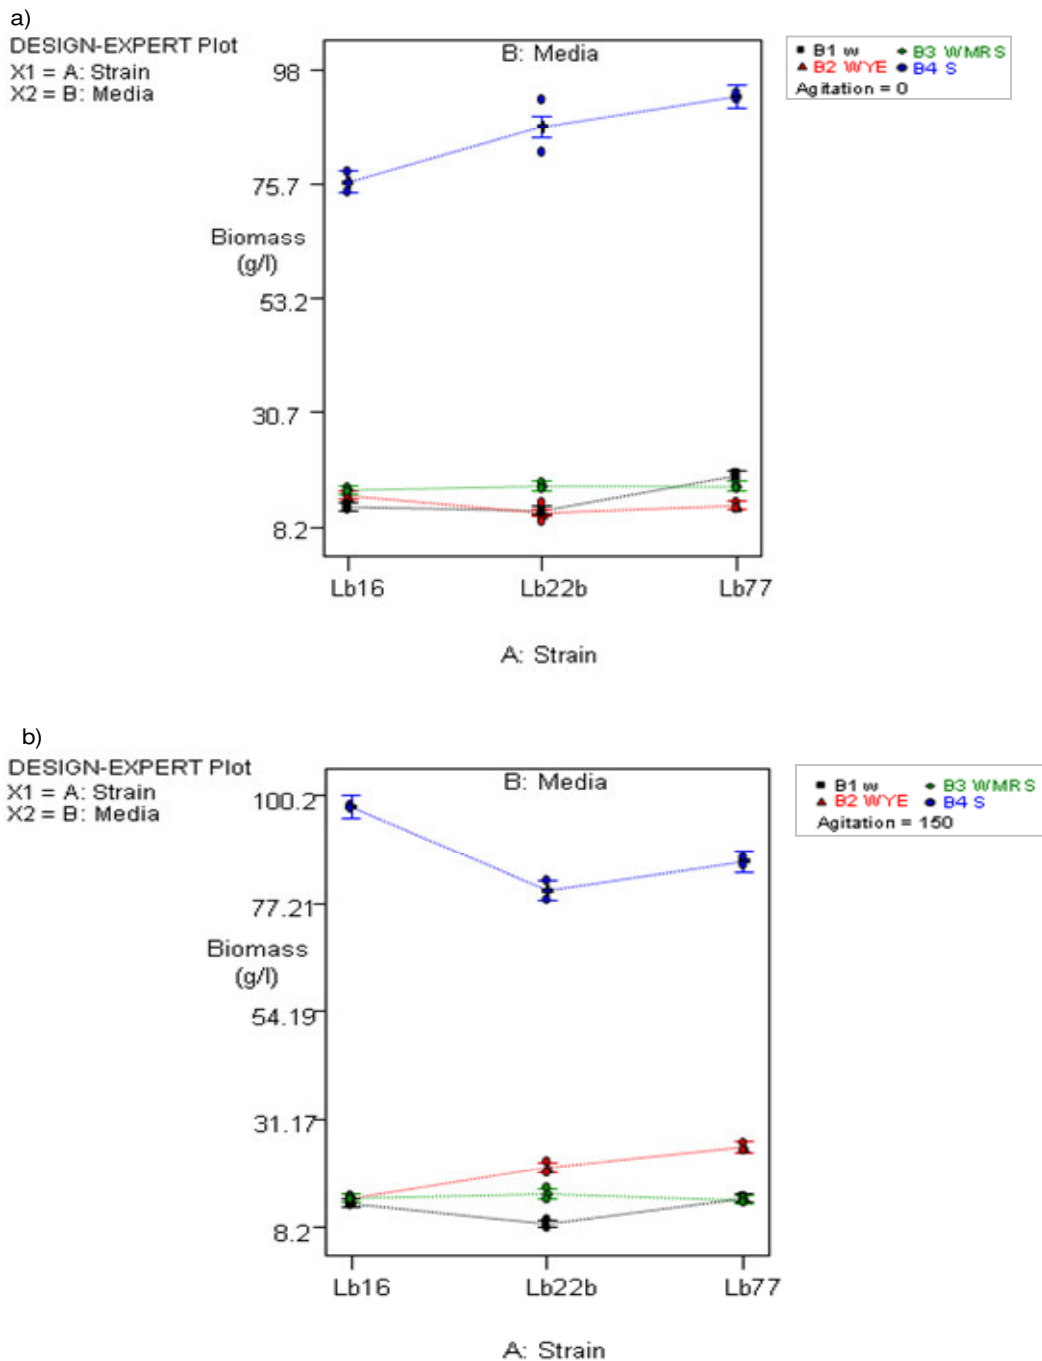 a)
DESIGN-EXPERT Plot
X1 = A: Strain
X2 = B: Media
B: Media
B1 w B3 WMRS
B2 WYE B4 S
Agitation = 0
98
75.7
Biomass
(g/l)
53.2
30.7
8.2
Lb16 Lb22b Lb77
A: Strain
b)
DESIGN-EXPERT Plot
X1 = A: Strain
X2 = B: Media
B: Media
B1 w B3 WMRS
B2 WYE B4 S
Agitation = 150
100.2
77.21
Biomass
(g/l)
54.19
31.17
8.2
Lb16 Lb22b Lb77
A: Strain